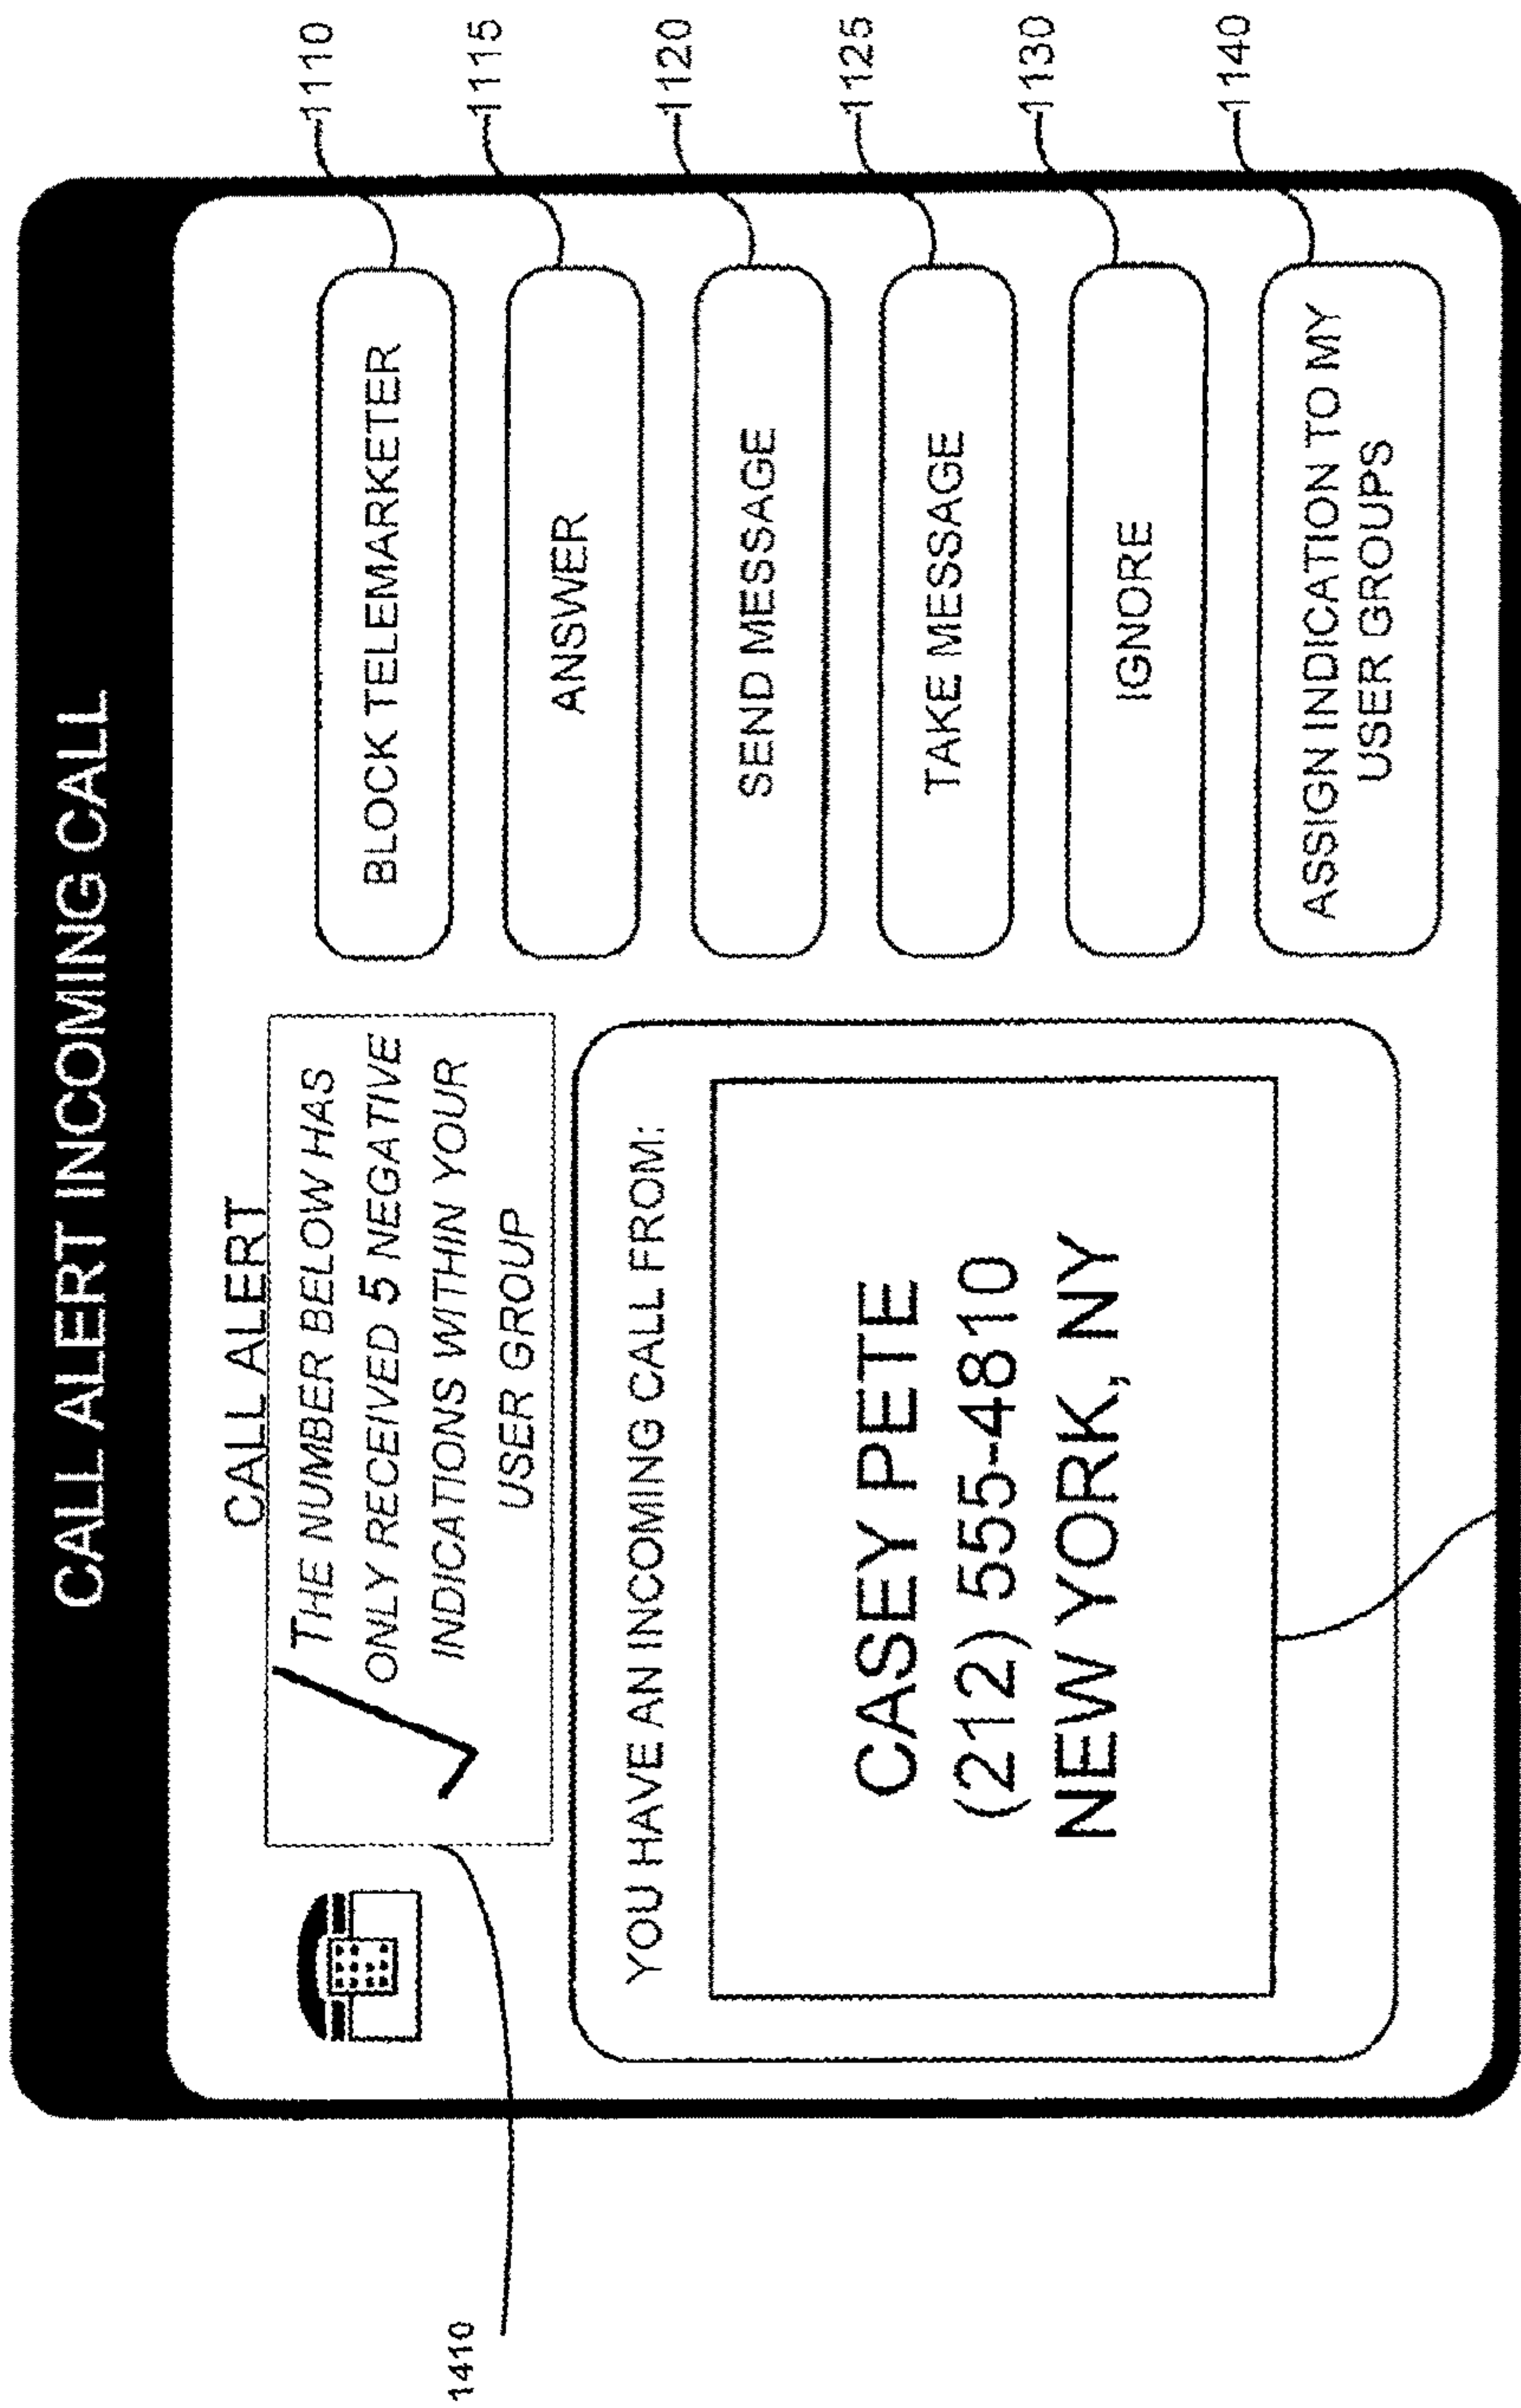 CALL ALERT INCOMING CALL
CALL ALERT
THE NUMBER BELOW HAS
ONLY RECEIVED 5 NEGATIVE
INDICATIONS WITHIN YOUR
USER GROUP
1410
YOU HAVE AN INCOMING CALL FROM:
CASEY PETE
(212) 555-4810
NEW YORK, NY
BLOCK TELEMARKETER
1110
ANSWER
1115
SEND MESSAGE
1120
TAKE MESSAGE
1125
IGNORE
1130
ASSIGN INDICATION TO MY
USER GROUPS
1140